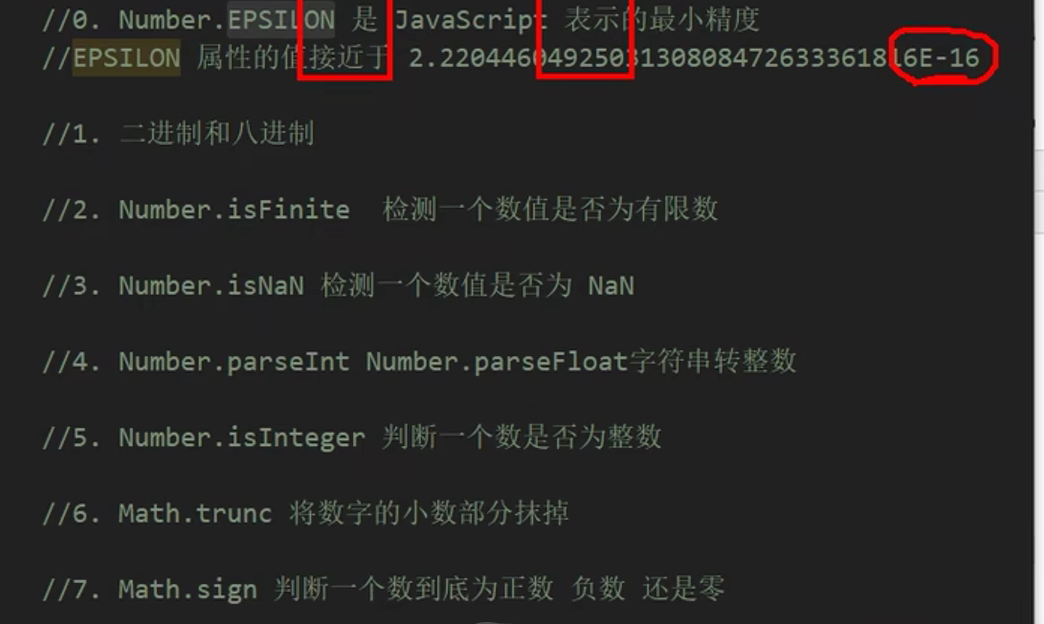 //0. Number.EPSILON 是 JavaScript 表示的最小精度
//EPSILON 属性的值接近于 2.2204460492503130808472633361816E-16
//1. 二进制和八进制
//2. Number.isFinite 检测一个数值是否为有限数
//3. Number.isNaN 检测一个数值是否为 NaN
//4. Number.parseInt Number.parseFloat字符串转整数
//5. Number.isInteger 判断一个数是否为整数
//6. Math.trunc 将数字的小数部分抹掉
//7. Math.sign 判断一个数到底为正数 负数 还是零